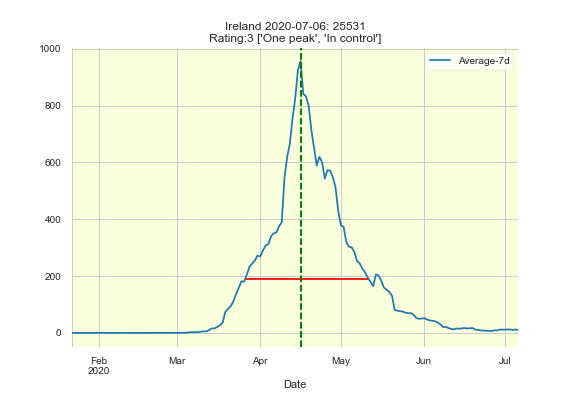 Ireland 2020-07-06: 25531
Rating:3 ['One peak', 'In control']
Average-7d
1000
800
600
400
200
0
Feb
2020
Mar
Apr
May
Jun
Jul
Date